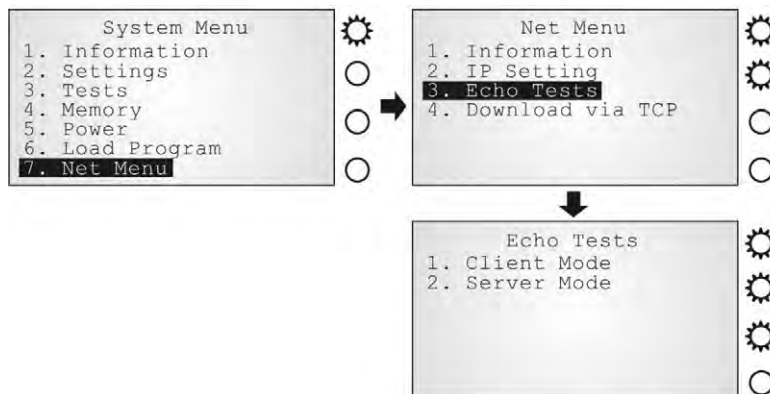 System Menu
1. Information
2. Settings
3. Tests
4. Memory
5. Power
6. Load Program
7. Net Menu
Net Menu
1. Information
2. IP Setting
3. Echo Tests
4. Download via TCP
Echo Tests
1. Client Mode
2. Server Mode